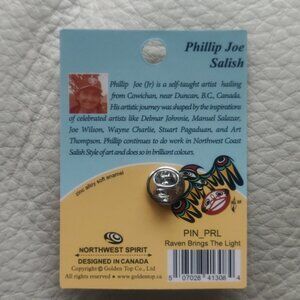 Phillip Joe
Salish
Phillip Joe (Jr) is a self-taught artist hailing
from Cowichan, near Duncan, B.C., Canada.
His artistic journey was shaped by the inspirations
of celebrated artists like Delmar Johnnie, Manuel Salazar,
Joe Wilson, Wayne Charlie, Stuart Pagaduan, and Art
Thompson. Phillip continues to work in Northwest Coast
Salish Style of art and does so in brilliant colours.
zinc alloy soft enamel
NORTHWEST SPIRIT
DESIGNED IN CANADA
Copyright © Golden Top Co., Ltd
All rights reserved www.goldentop.ca
PIN_PRL
Raven Brings The Light
5 07028 41308 4